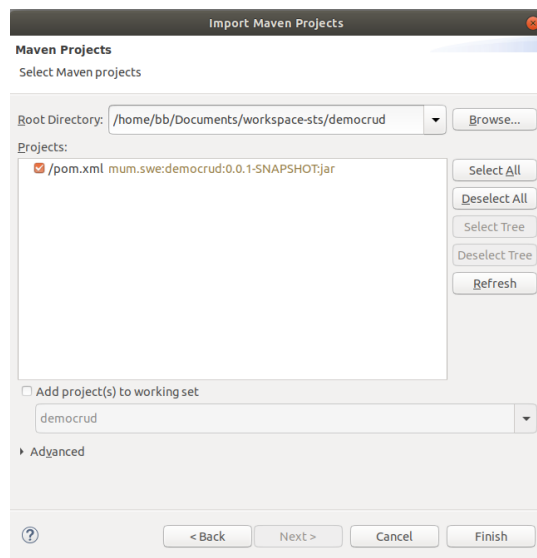 Import Maven Projects
Maven Projects
Select Maven projects
Root Directory: /home/bb/Documents/workspace-sts/democrud Browse...
Projects:
/pom.xml mum.swe:democrud:0.0.1-SNAPSHOT:jar
Select All
Deselect All
Select Tree
Deselect Tree
Refresh
Add project(s) to working set
democrud
Advanced
? < Back Next > Cancel Finish